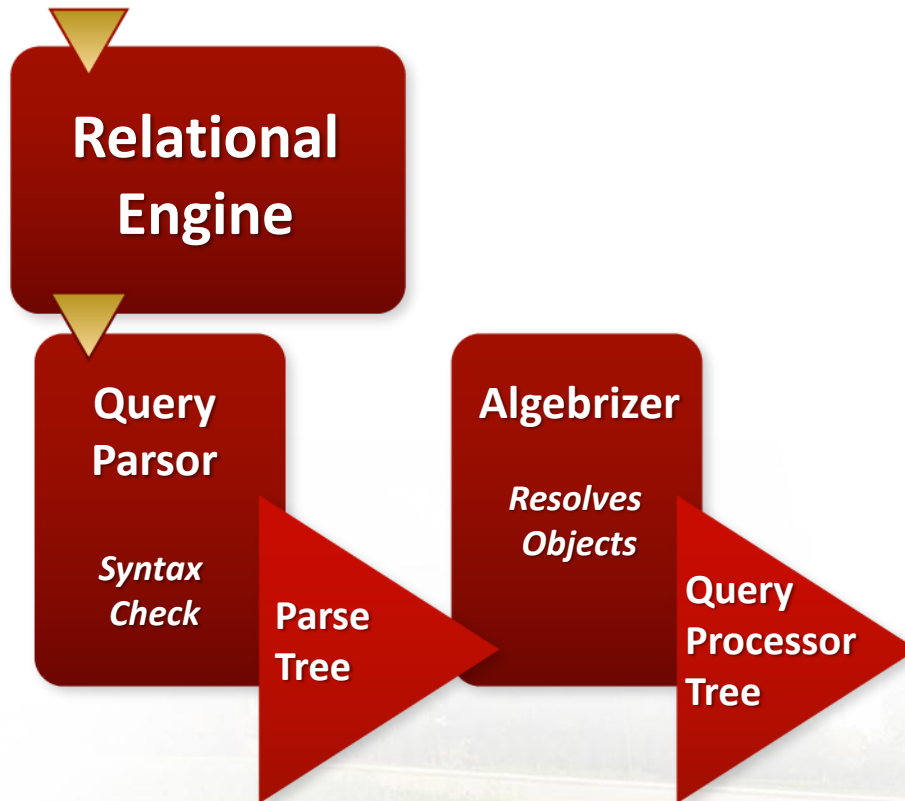 Relational
Engine
Query
Parsor
Syntax
Check
Parse
Tree
Algebrizer
Resolves
Objects
Query
Processor
Tree